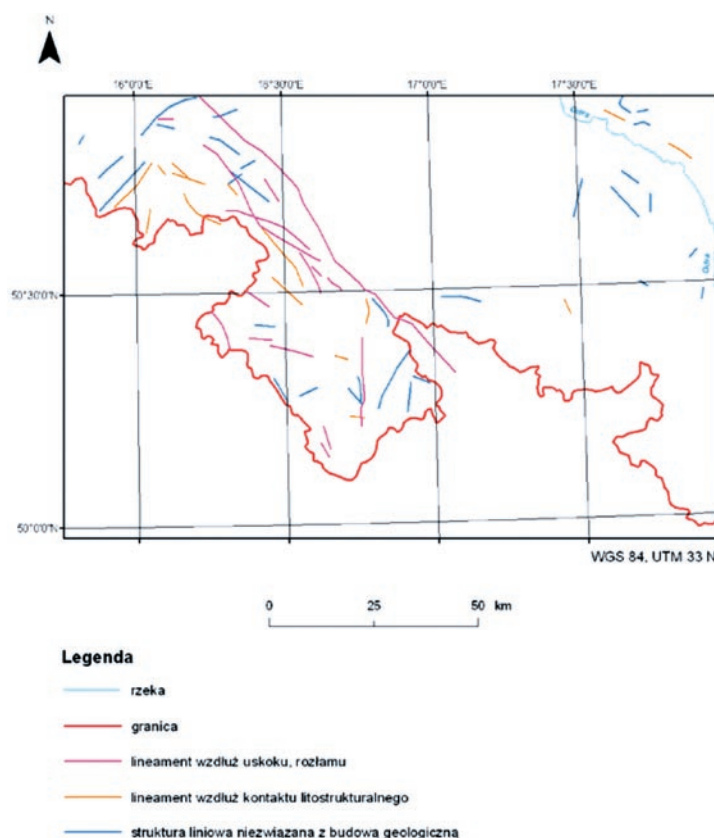 N
16°0'0"E 16°30'0"E 17°0'0"E 17°30'0"E
Odra
Odra
50°30'0"N
50°0'0"N
WGS 84, UTM 33 N
0 25 50 km
Legenda
rzeka
granica
lineament wzdłuż uskoku, rozłamu
lineament wzdłuż kontaktu litostrukturalnego
struktura liniowa niezwiązana z budową geologiczną